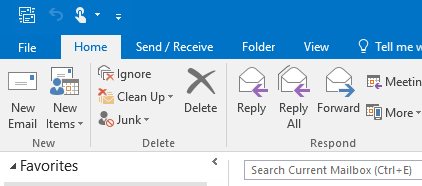 File Home Send / Receive Folder View Tell me w
New Email
New Items
Ignore
Clean Up
Junk
Delete
Reply
Reply All
Forward
Meetin
More
New Delete Respond
Favorites
Search Current Mailbox (Ctrl+E)